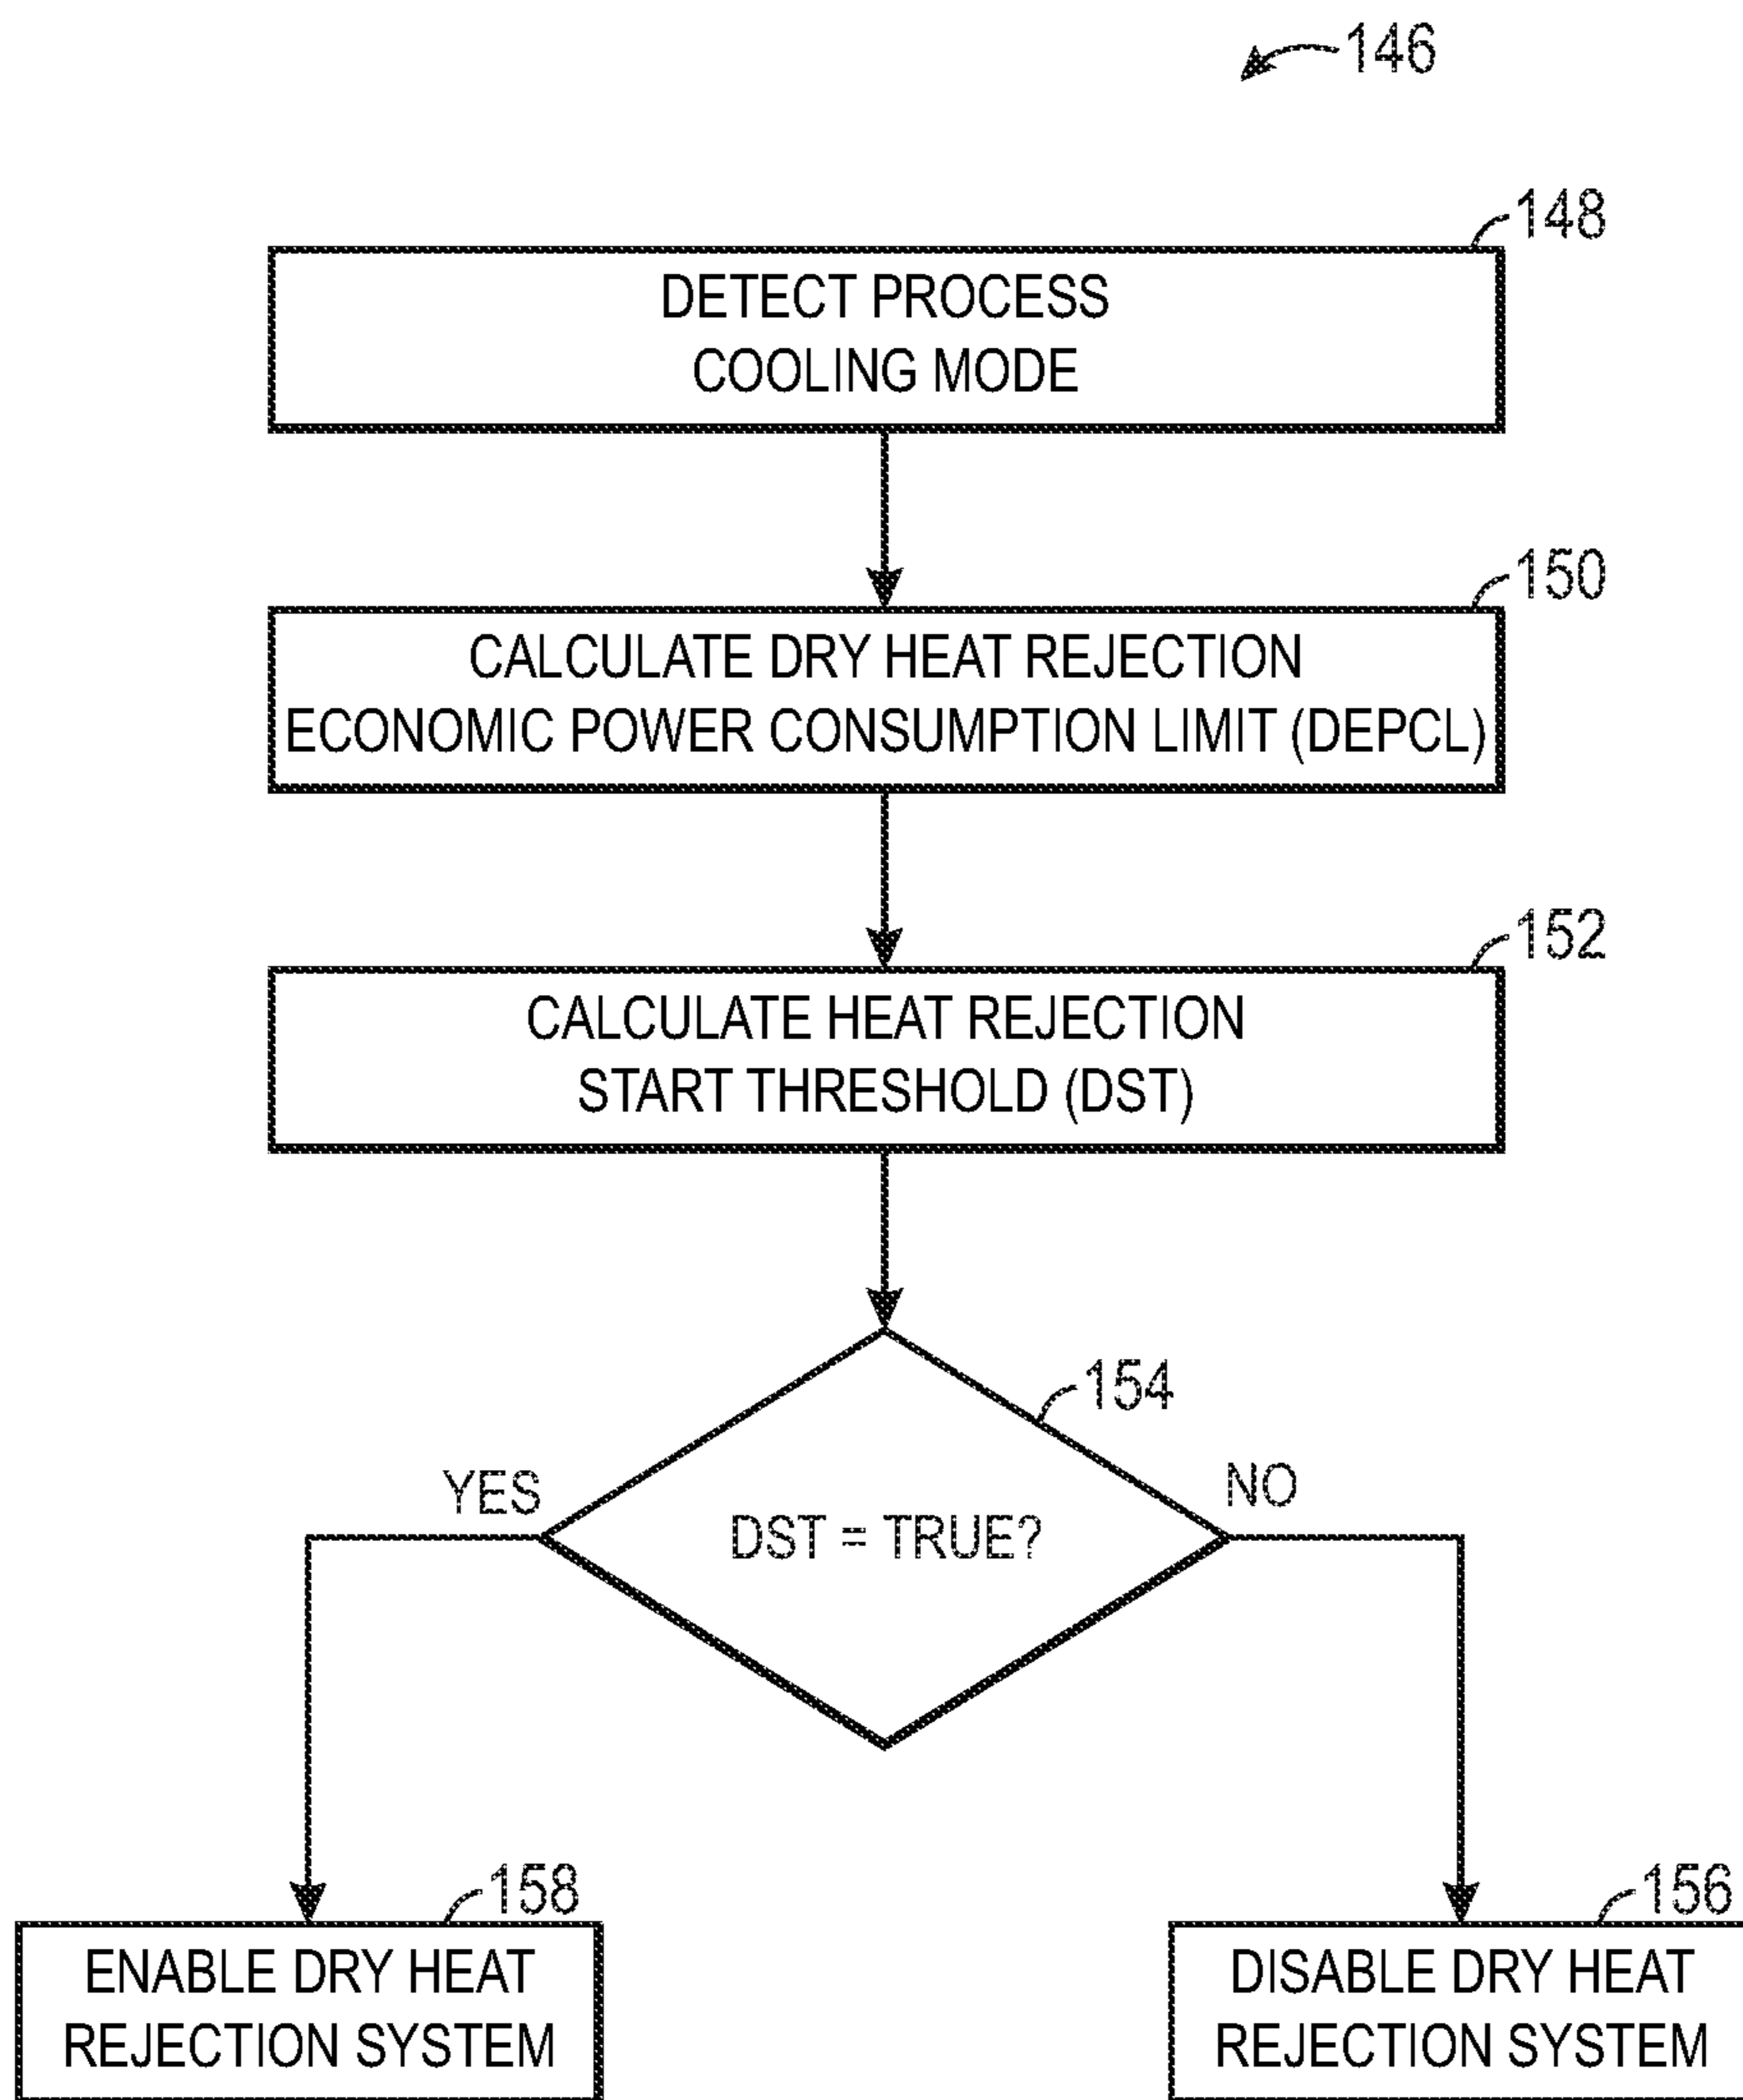 146
148
DETECT PROCESS
COOLING MODE
150
CALCULATE DRY HEAT REJECTION
ECONOMIC POWER CONSUMPTION LIMIT (DEPCL)
152
CALCULATE HEAT REJECTION
START THRESHOLD (DST)
154
YES
NO
DST = TRUE?
158
ENABLE DRY HEAT
REJECTION SYSTEM
156
DISABLE DRY HEAT
REJECTION SYSTEM